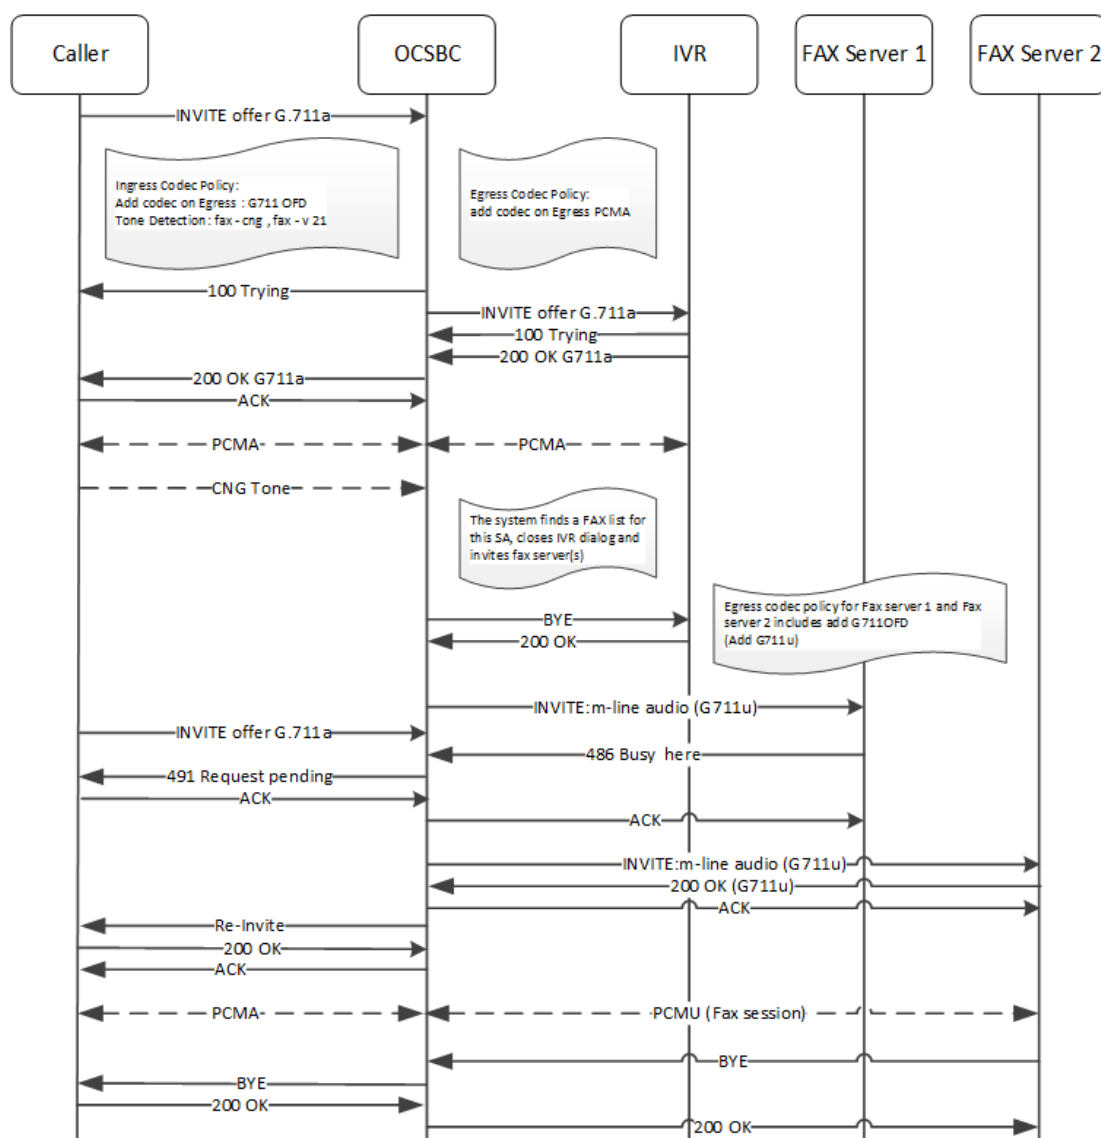 Caller
OCSBC
IVR
FAX Server 1
FAX Server 2
INVITE offer G.711a
Ingress Codec Policy:
Add codec on Egress : G711 OFD
Tone Detection : fax - cng , fax - v 21
Egress Codec Policy:
add codec on Egress PCMA
100 Trying
INVITE offer G.711a
100 Trying
200 OK G711a
200 OK G711a
ACK
PCMA
PCMA
CNG Tone
The system finds a FAX list for
this SA, closes IVR dialog and
invites fax server(s)
Egress codec policy for Fax server 1 and Fax
server 2 includes add G711OFD
(Add G711u)
BYE
200 OK
INVITE:m-line audio (G711u)
INVITE offer G.711a
486 Busy here
491 Request pending
ACK
ACK
INVITE:m-line audio (G711u)
200 OK (G711u)
ACK
Re-Invite
200 OK
ACK
PCMA
PCMU (Fax session)
BYE
BYE
200 OK
200 OK